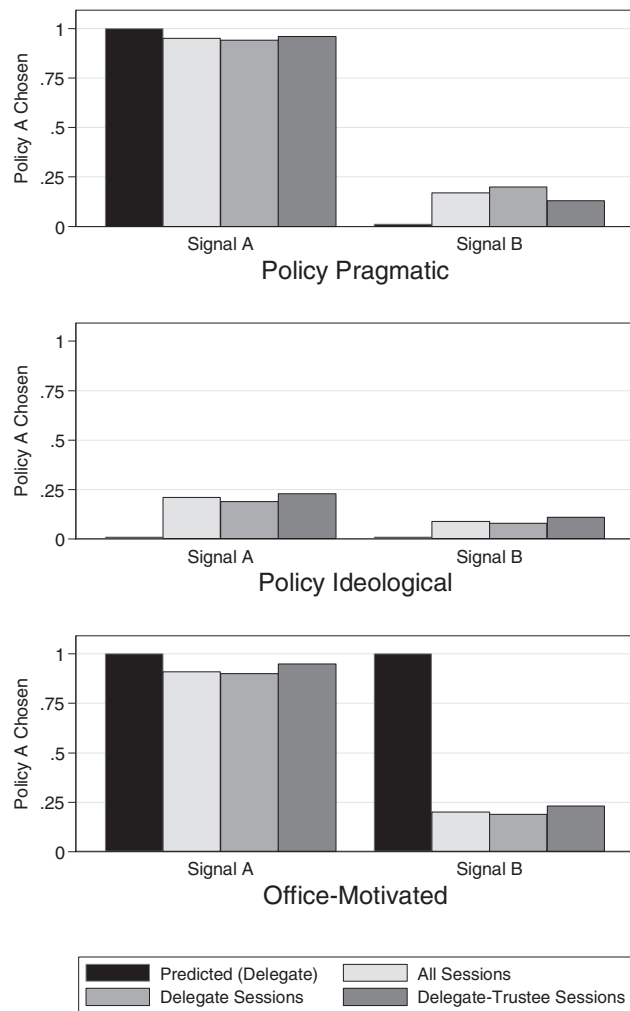 1
.75
.5
.25
0
Policy A Chosen
Signal A Signal B
Policy Pragmatic
1
.75
.5
.25
0
Policy A Chosen
Signal A Signal B
Policy Ideological
1
.75
.5
.25
0
Policy A Chosen
Signal A Signal B
Office-Motivated
Predicted (Delegate) All Sessions
Delegate Sessions Delegate-Trustee Sessions